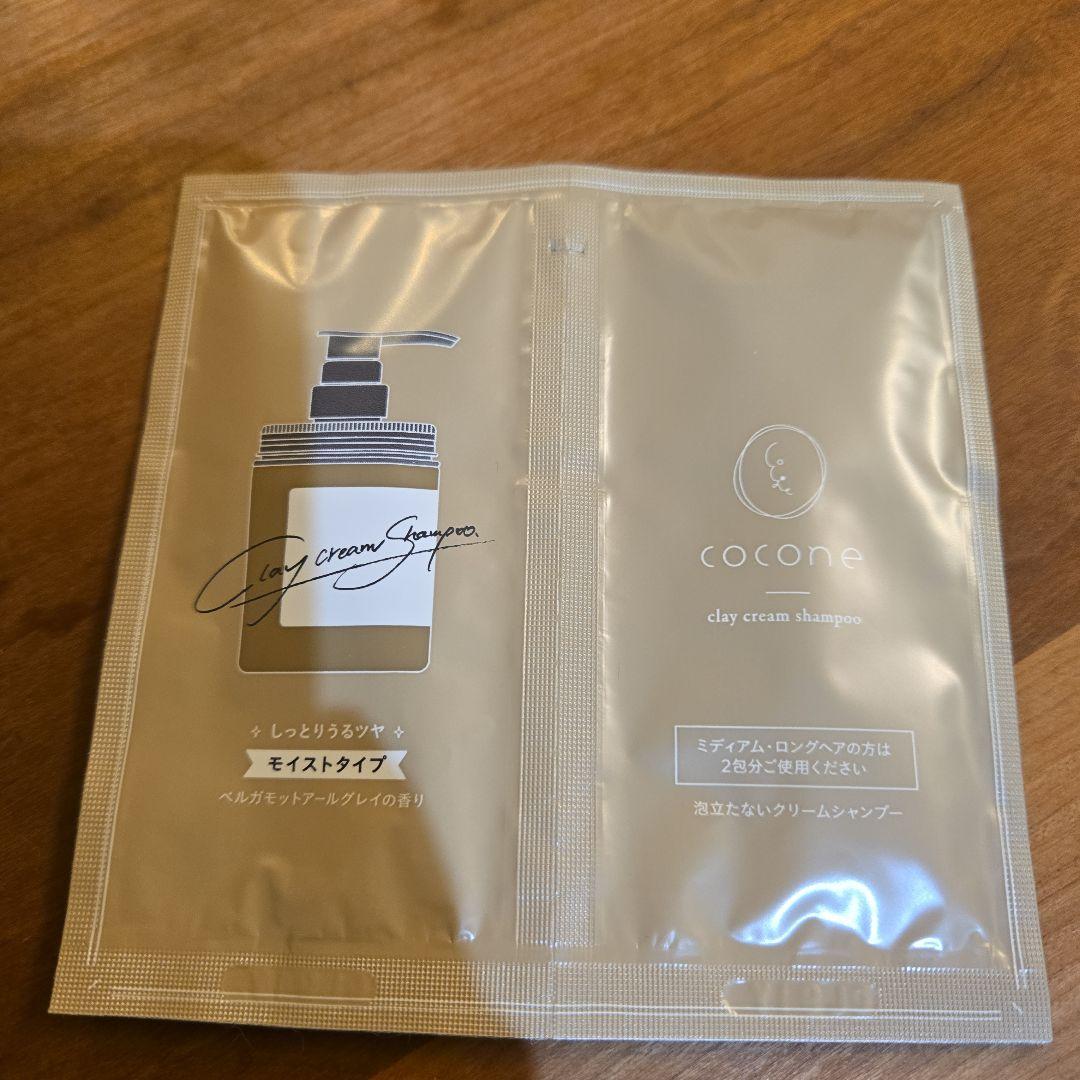 Clay cream Shampoo.
しっとりうるツヤ
モイストタイプ
ベルガモットアールグレイの香り
cocone
clay cream shampoo
ミディアム・ロングヘアの方は
2包分ご使用ください
泡立たないクリームシャンプー